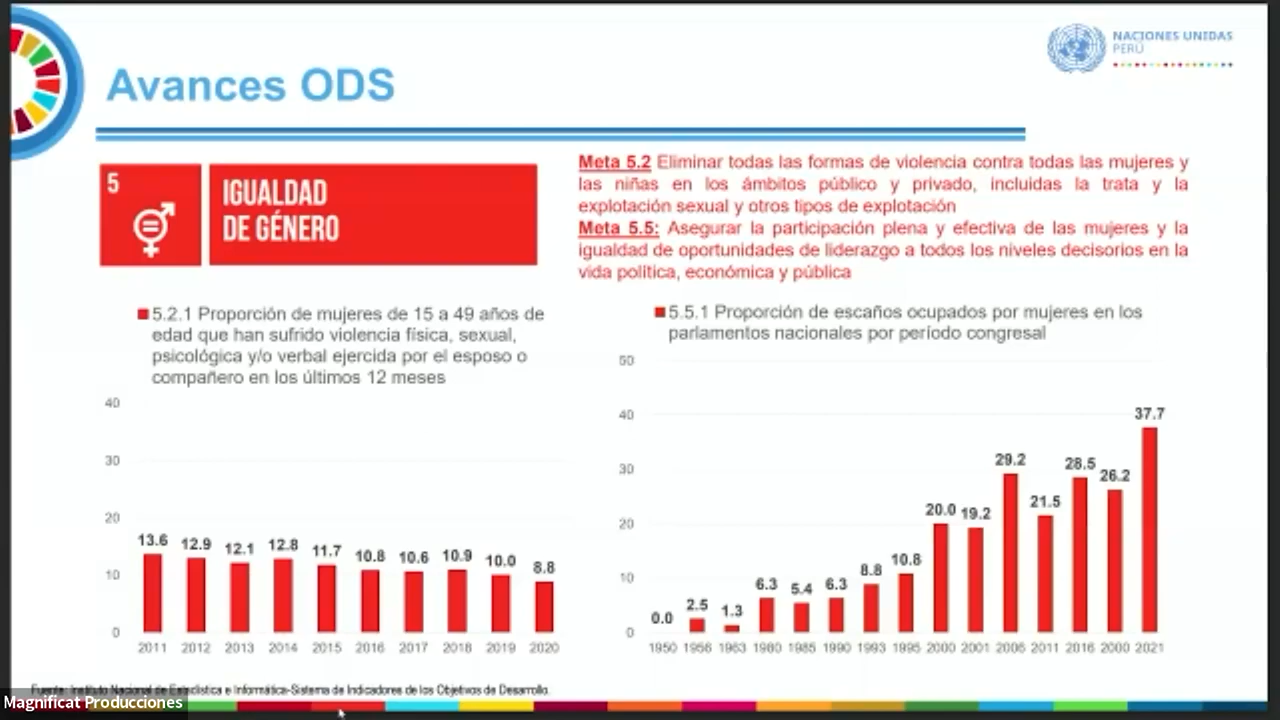 NACIONES UNIDAS
PERÚ
Avances ODS
5
IGUALDAD
DE GÉNERO
Meta 5.2 Eliminar todas las formas de violencia contra todas las mujeres y
las niñas en los ámbitos público y privado, incluidas la trata y la
explotación sexual y otros tipos de explotación
Meta 5.5: Asegurar la participación plena y efectiva de las mujeres y la
igualdad de oportunidades de liderazgo a todos los niveles decisorios en la
vida política, económica y pública
5.2.1 Proporción de mujeres de 15 a 49 años de
edad que han sufrido violencia física, sexual,
psicológica y/o verbal ejercida por el esposo o
compañero en los últimos 12 meses
40
30
20
10
0
13.6 12.9 12.1 12.8 11.7 10.8 10.6 10.9 10.0 8.8
2011 2012 2013 2014 2015 2016 2017 2018 2019 2020
5.5.1 Proporción de escaños ocupados por mujeres en los
parlamentos nacionales por período congresal
50
40
30
20
10
0
0.0 2.5 1.3 6.3 5.4 6.3 8.8 10.8 20.0 19.2 29.2 21.5 28.5 26.2 37.7
1950 1956 1963 1980 1985 1990 1993 1995 2000 2001 2006 2011 2016 2000 2021
Fuente: Instituto Nacional de Estadística e Informática-Sistema de Indicadores de los Objetivos de Desarrollo.
Magnificat Producciones